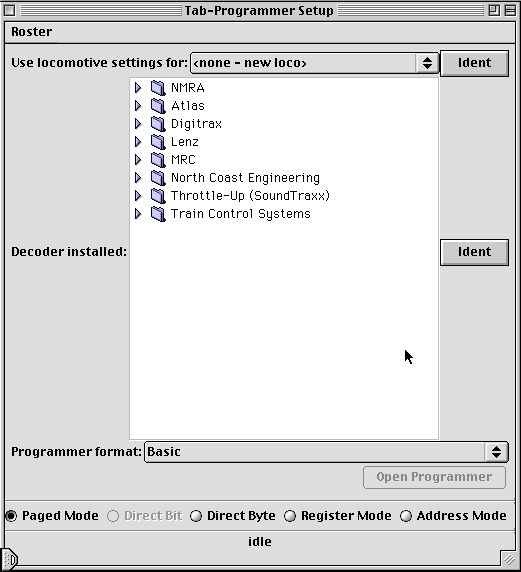 Tab-Programmer Setup
Roster
Use locomotive settings for: <none - new loco> Ident
NMRA
Atlas
Digitrax
Lenz
MRC
North Coast Engineering
Throttle-Up (SoundTraxx)
Train Control Systems
Decoder installed: Ident
Programmer format: Basic
Open Programmer
Paged Mode Direct Bit Direct Byte Register Mode Address Mode
idle